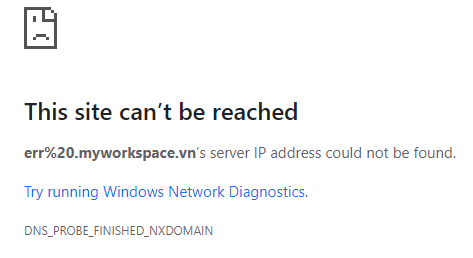 This site can’t be reached
err%20.myworkspace.vn’s server IP address could not be found.
Try running Windows Network Diagnostics.
DNS_PROBE_FINISHED_NXDOMAIN